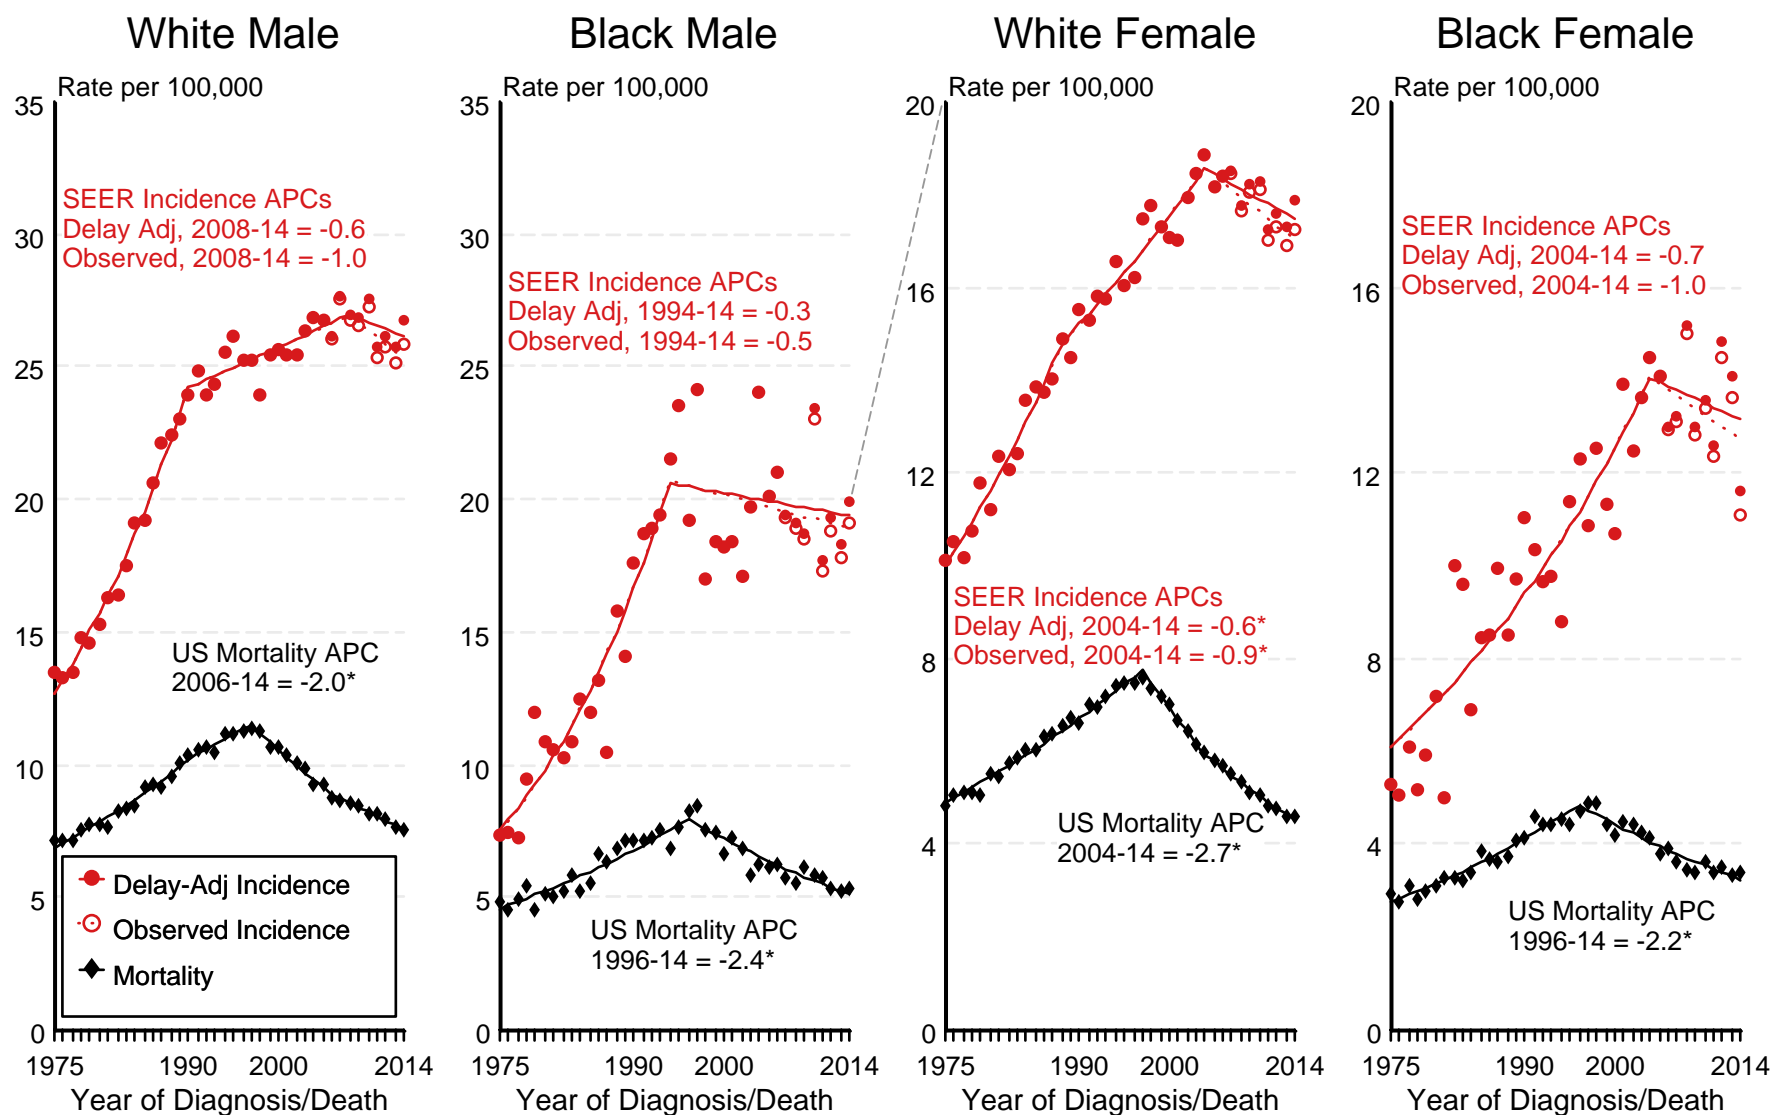 White Male
Rate per 100,000
35
30
25
20
15
10
5
0
SEER Incidence APCs
Delay Adj, 2008-14 = -0.6
Observed, 2008-14 = -1.0
US Mortality APC
2006-14 = -2.0*
Delay-Adj Incidence
Observed Incidence
Mortality
1975 1990 2000 2014
Year of Diagnosis/Death
Black Male
Rate per 100,000
35
30
25
20
15
10
5
0
SEER Incidence APCs
Delay Adj, 1994-14 = -0.3
Observed, 1994-14 = -0.5
US Mortality APC
1996-14 = -2.4*
1975 1990 2000 2014
Year of Diagnosis/Death
White Female
Rate per 100,000
20
16
12
8
4
0
SEER Incidence APCs
Delay Adj, 2004-14 = -0.6*
Observed, 2004-14 = -0.9*
US Mortality APC
2004-14 = -2.7*
1975 1990 2000 2014
Year of Diagnosis/Death
Black Female
Rate per 100,000
20
16
12
8
4
0
SEER Incidence APCs
Delay Adj, 2004-14 = -0.7
Observed, 2004-14 = -1.0
US Mortality APC
1996-14 = -2.2*
1975 1990 2000 2014
Year of Diagnosis/Death